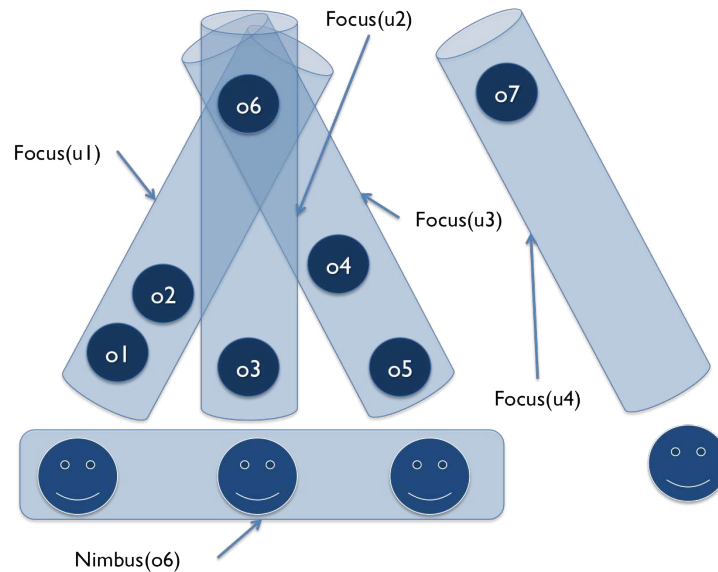 Focus(u2)
o6
o7
Focus(u1)
Focus(u3)
o4
o2
o1
o3
o5
Focus(u4)
Nimbus(o6)